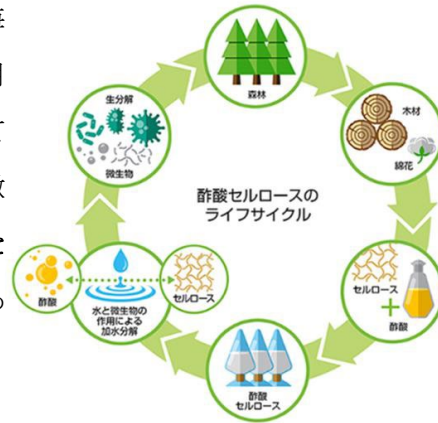 酢酸セルロースの
ライフサイクル
森林
木材
綿花
セルロース
+
酢酸
酢酸
セルロース
水と微生物の
作用による
加水分解
酢酸
セルロース
生分解
微生物